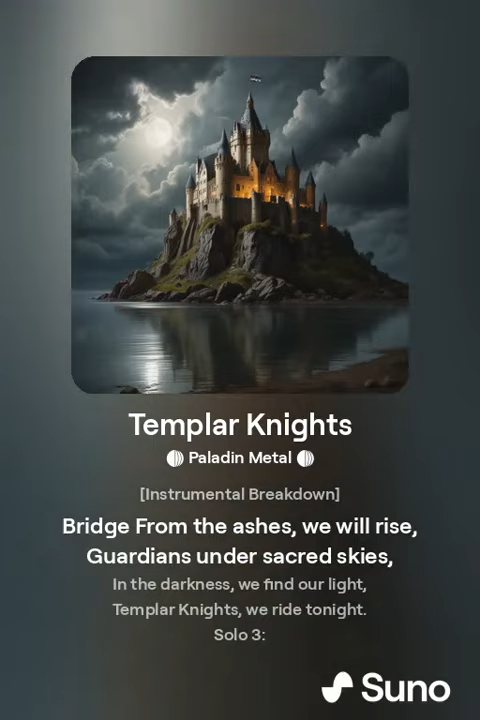 Templar Knights
Paladin Metal
[Instrumental Breakdown]
Bridge From the ashes, we will rise,
Guardians under sacred skies,
In the darkness, we find our light,
Templar Knights, we ride tonight.
Solo 3:
Suno